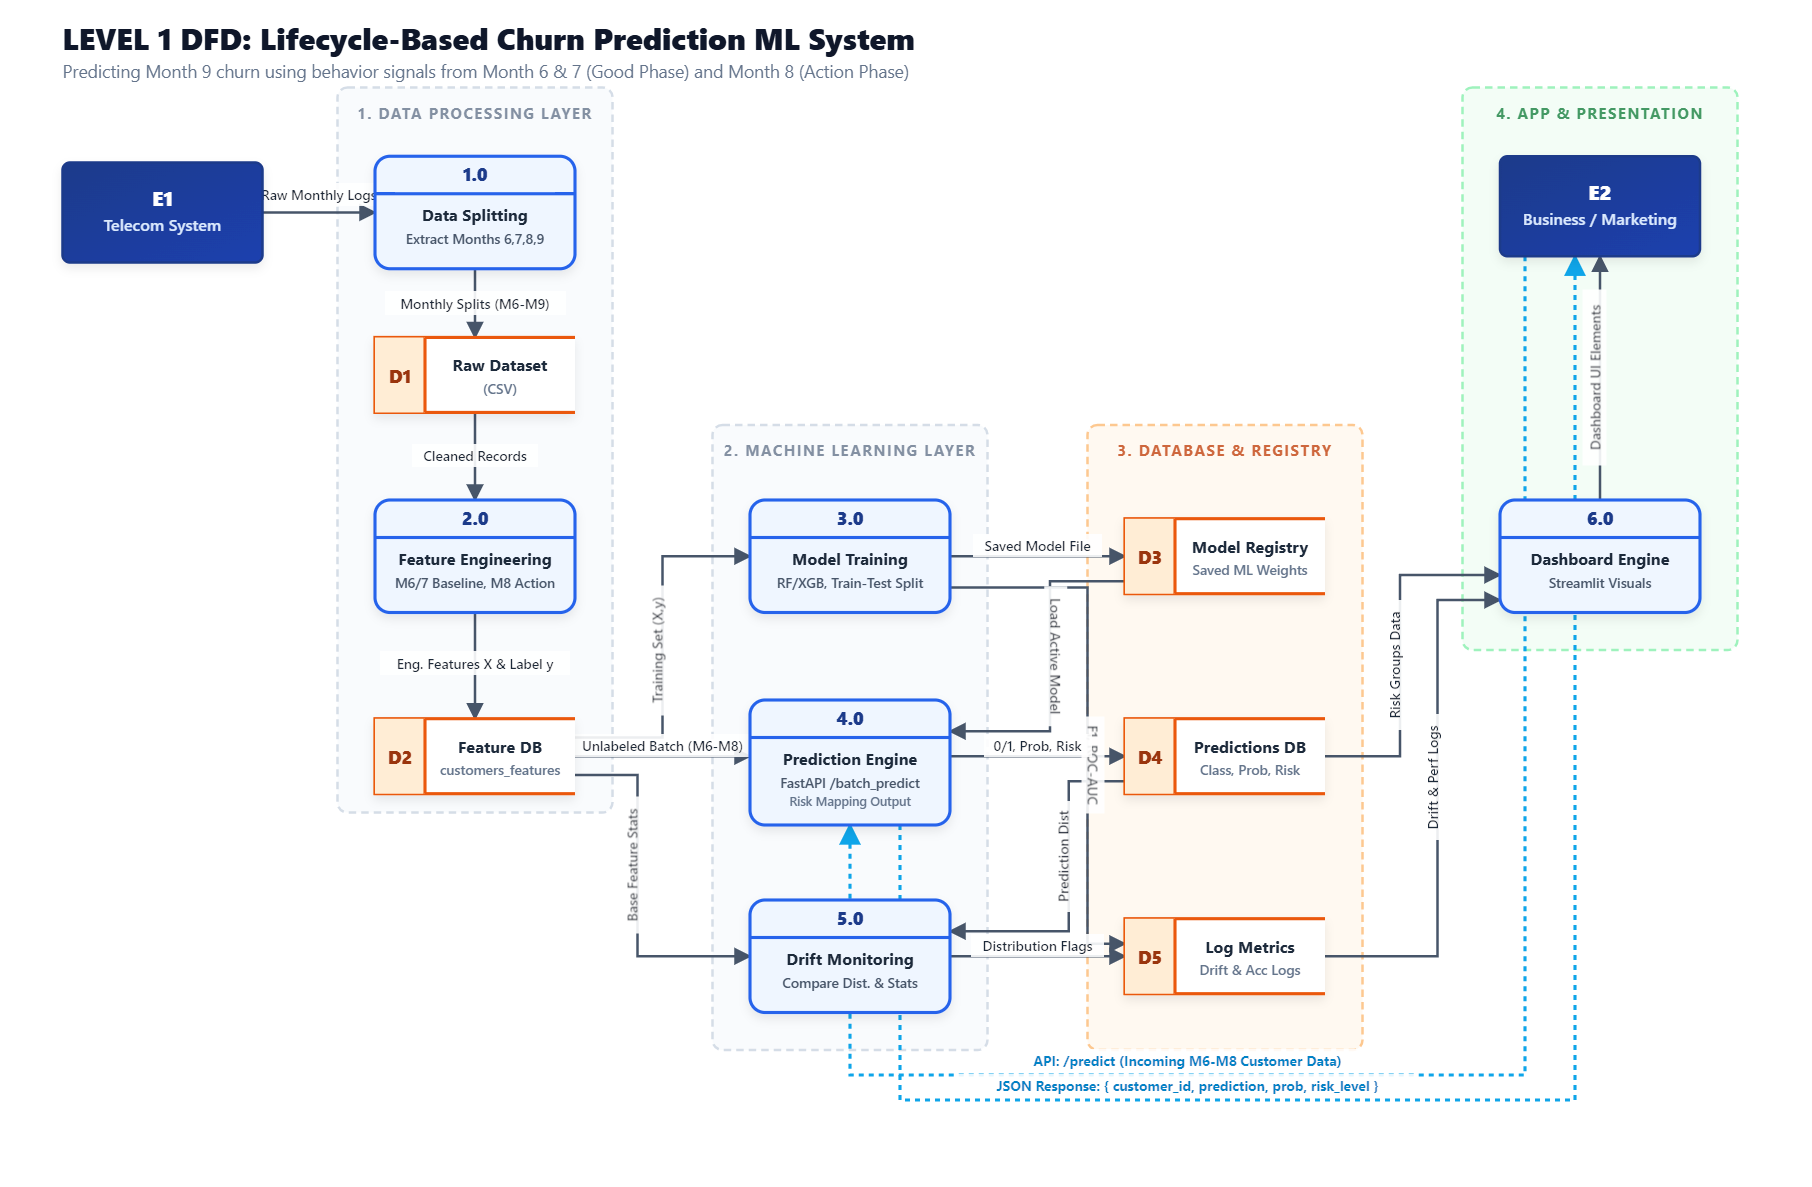 LEVEL 1 DFD: Lifecycle-Based Churn Prediction ML System
Predicting Month 9 churn using behavior signals from Month 6 & 7 (Good Phase) and Month 8 (Action Phase)
1. DATA PROCESSING LAYER
E1
Telecom System
Raw Monthly Logs
1.0
Data Splitting
Extract Months 6,7,8,9
Monthly Splits (M6-M9)
D1
Raw Dataset
(CSV)
Cleaned Records
2.0
Feature Engineering
M6/7 Baseline, M8 Action
Eng. Features X & Label y
D2
Feature DB
customers_features
Training Set (X,y)
Unlabeled Batch (M6-M8)
Base Feature Stats
2. MACHINE LEARNING LAYER
3.0
Model Training
RF/XGB, Train-Test Split
4.0
Prediction Engine
FastAPI /batch_predict
Risk Mapping Output
5.0
Drift Monitoring
Compare Dist. & Stats
Saved Model File
Load Active Model
0/1, Prob, Risk
F1, ROC-AUC
Prediction Dist
Distribution Flags
3. DATABASE & REGISTRY
D3
Model Registry
Saved ML Weights
D4
Predictions DB
Class, Prob, Risk
D5
Log Metrics
Drift & Acc Logs
Risk Groups Data
Drift & Perf Logs
4. APP & PRESENTATION
E2
Business / Marketing
Dashboard UI Elements
6.0
Dashboard Engine
Streamlit Visuals
API: /predict (Incoming M6-M8 Customer Data)
JSON Response: { customer_id, prediction, prob, risk_level }